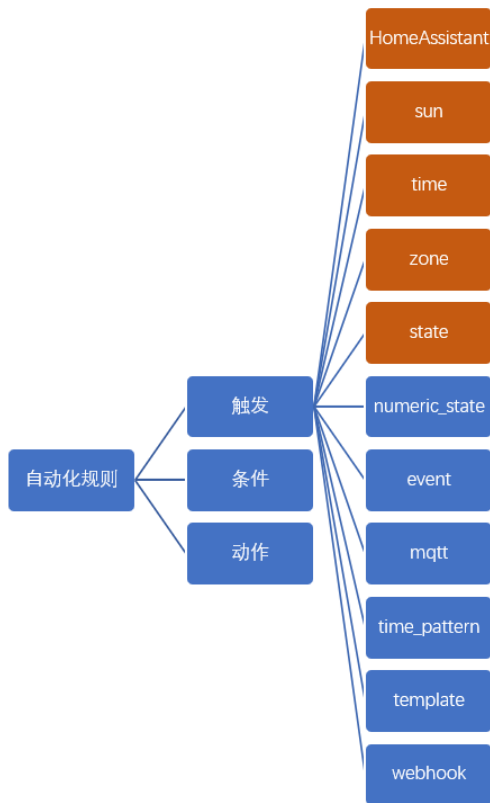 自动化规则
触发
条件
动作
HomeAssistant
sun
time
zone
state
numeric_state
event
mqtt
time_pattern
template
webhook